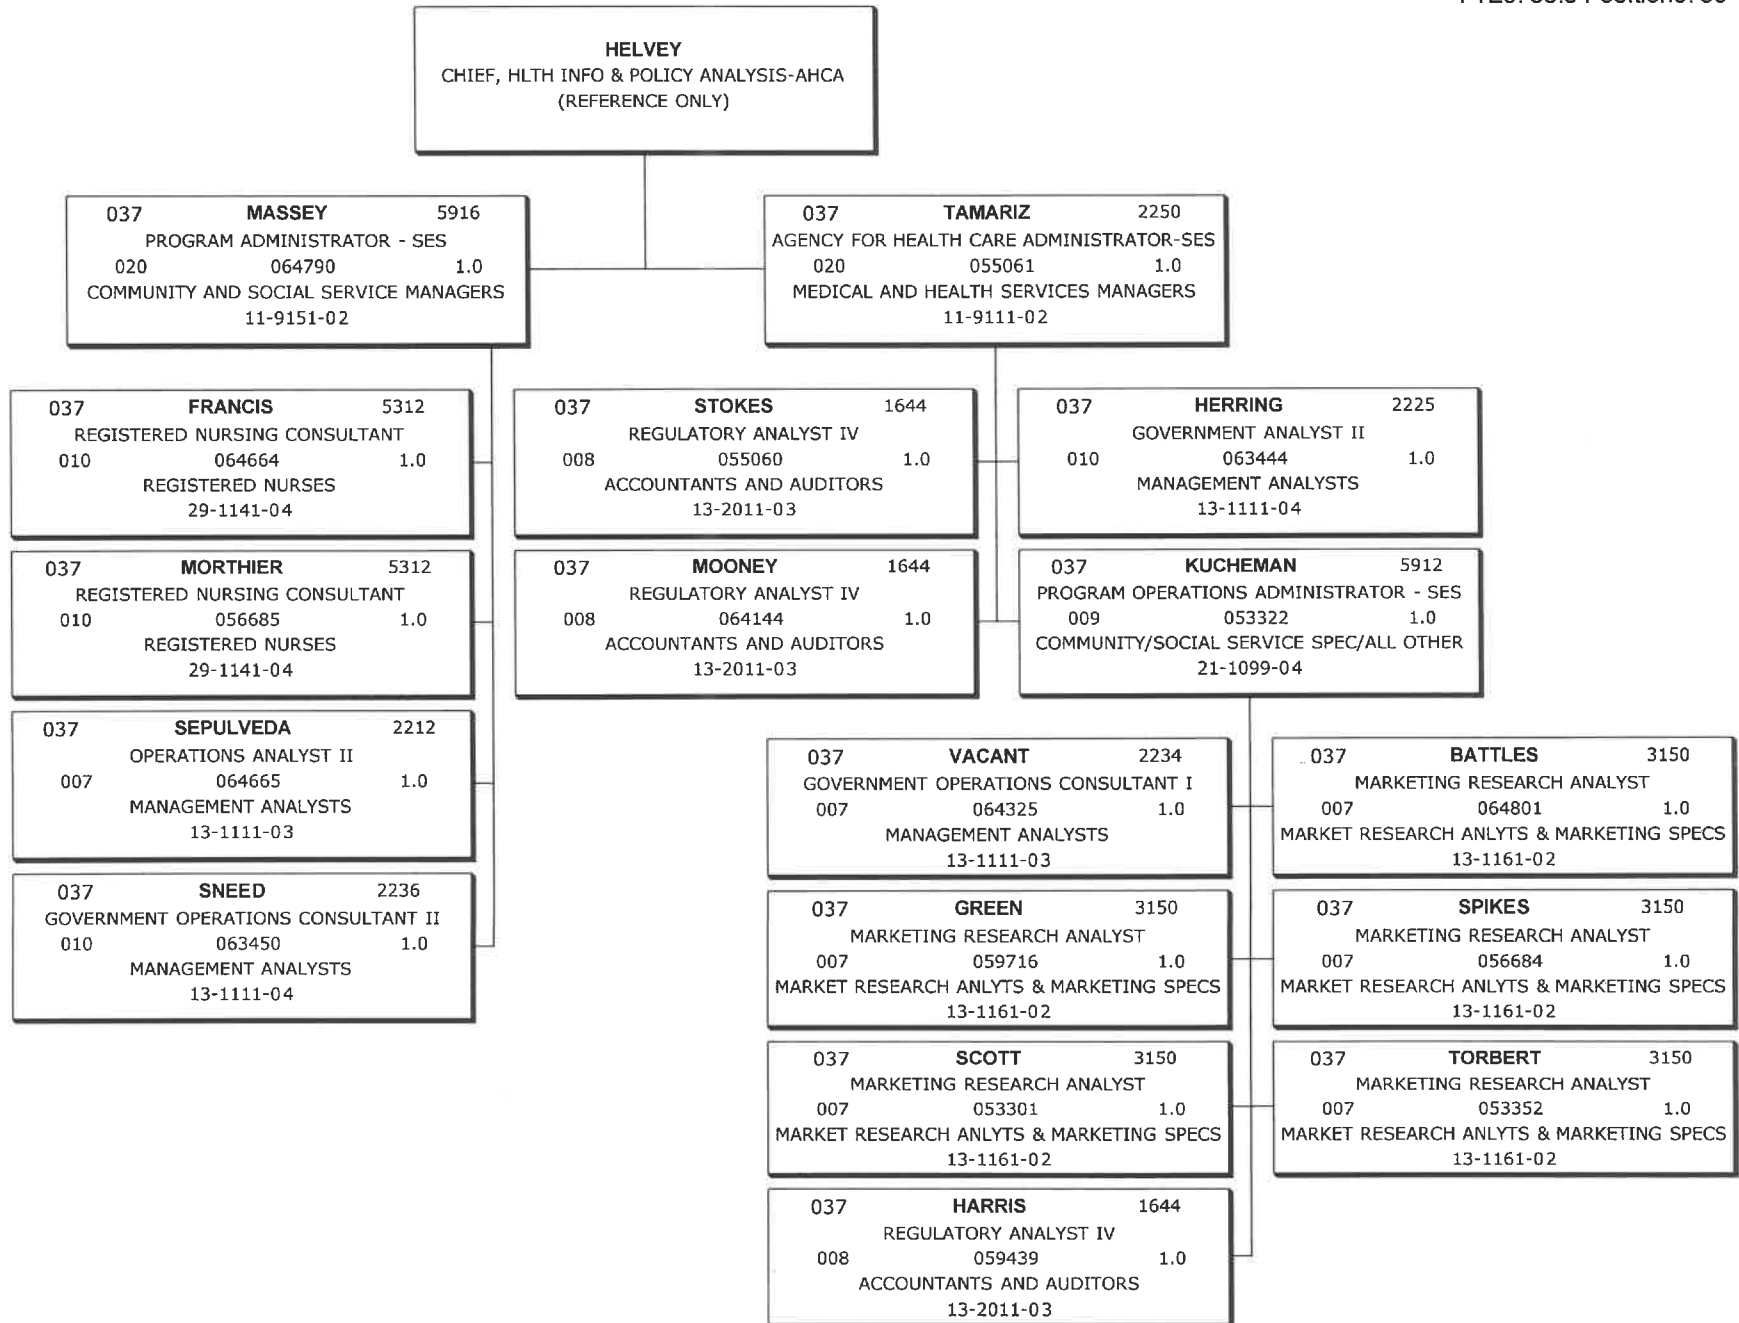 HELVEY
CHIEF, HLTH INFO & POLICY ANALYSIS-AHCA
(REFERENCE ONLY)
037 MASSEY 5916
PROGRAM ADMINISTRATOR - SES
020 064790 1.0
COMMUNITY AND SOCIAL SERVICE MANAGERS
11-9151-02
037 TAMARIZ 2250
AGENCY FOR HEALTH CARE ADMINISTRATOR-SES
020 055061 1.0
MEDICAL AND HEALTH SERVICES MANAGERS
11-9111-02
037 FRANCIS 5312
REGISTERED NURSING CONSULTANT
010 064664 1.0
REGISTERED NURSES
29-1141-04
037 STOKES 1644
REGULATORY ANALYST IV
008 055060 1.0
ACCOUNTANTS AND AUDITORS
13-2011-03
037 HERRING 2225
GOVERNMENT ANALYST II
010 063444 1.0
MANAGEMENT ANALYSTS
13-1111-04
037 MORTHIER 5312
REGISTERED NURSING CONSULTANT
010 056685 1.0
REGISTERED NURSES
29-1141-04
037 MOONEY 1644
REGULATORY ANALYST IV
008 064144 1.0
ACCOUNTANTS AND AUDITORS
13-2011-03
037 KUCHEMAN 5912
PROGRAM OPERATIONS ADMINISTRATOR - SES
009 053322 1.0
COMMUNITY/SOCIAL SERVICE SPEC/ALL OTHER
21-1099-04
037 SEPULVEDA 2212
OPERATIONS ANALYST II
007 064665 1.0
MANAGEMENT ANALYSTS
13-1111-03
037 SNEED 2236
GOVERNMENT OPERATIONS CONSULTANT II
010 063450 1.0
MANAGEMENT ANALYSTS
13-1111-04
037 VACANT 2234
GOVERNMENT OPERATIONS CONSULTANT I
007 064325 1.0
MANAGEMENT ANALYSTS
13-1111-03
037 BATTLES 3150
MARKETING RESEARCH ANALYST
007 064801 1.0
MARKET RESEARCH ANLYTS & MARKETING SPECS
13-1161-02
037 GREEN 3150
MARKETING RESEARCH ANALYST
007 059716 1.0
MARKET RESEARCH ANLYTS & MARKETING SPECS
13-1161-02
037 SPIKES 3150
MARKETING RESEARCH ANALYST
007 056684 1.0
MARKET RESEARCH ANLYTS & MARKETING SPECS
13-1161-02
037 SCOTT 3150
MARKETING RESEARCH ANALYST
007 053301 1.0
MARKET RESEARCH ANLYTS & MARKETING SPECS
13-1161-02
037 TORBERT 3150
MARKETING RESEARCH ANALYST
007 053352 1.0
MARKET RESEARCH ANLYTS & MARKETING SPECS
13-1161-02
037 HARRIS 1644
REGULATORY ANALYST IV
008 059439 1.0
ACCOUNTANTS AND AUDITORS
13-2011-03